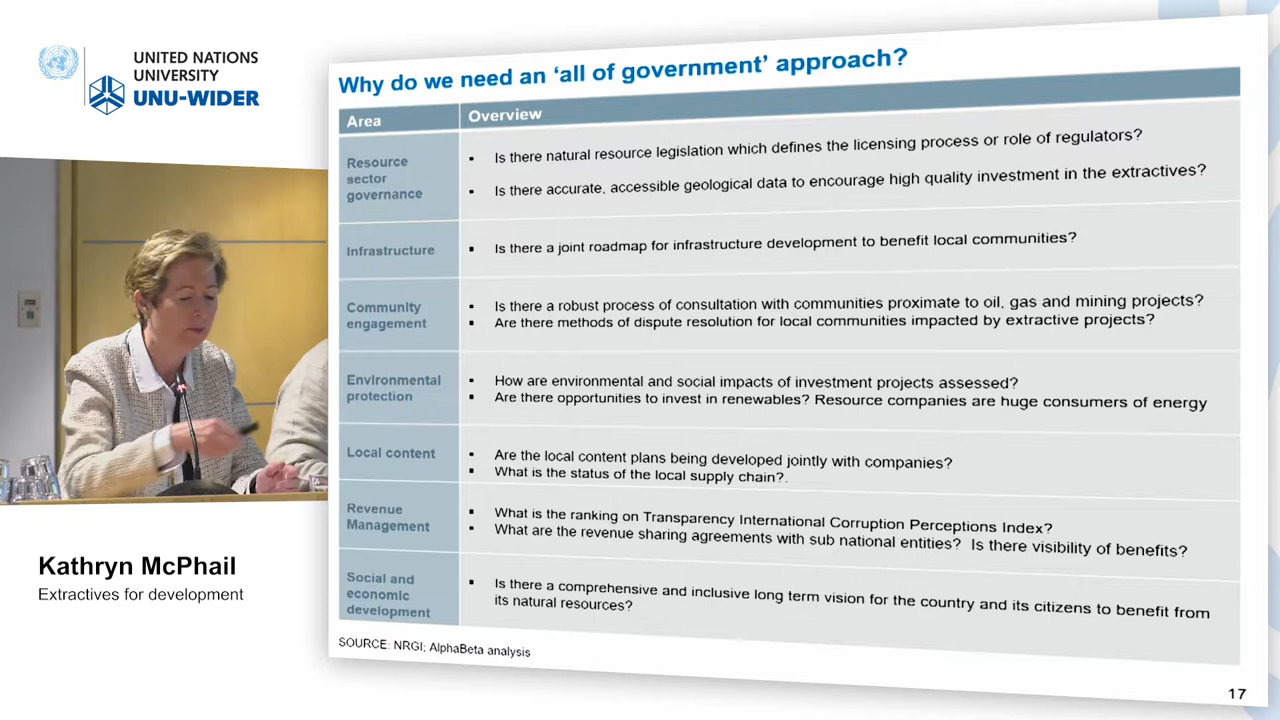 UNITED NATIONS
UNIVERSITY
UNU-WIDER
Why do we need an ‘all of government’ approach?
Area
Overview
Resource
sector
governance
▪ Is there natural resource legislation which defines the licensing process or role of regulators?
▪ Is there accurate, accessible geological data to encourage high quality investment in the extractives?
Infrastructure
▪ Is there a joint roadmap for infrastructure development to benefit local communities?
Community
engagement
▪ Is there a robust process of consultation with communities proximate to oil, gas and mining projects?
▪ Are there methods of dispute resolution for local communities impacted by extractive projects?
Environmental
protection
▪ How are environmental and social impacts of investment projects assessed?
▪ Are there opportunities to invest in renewables? Resource companies are huge consumers of energy
Local content
▪ Are the local content plans being developed jointly with companies?
▪ What is the status of the local supply chain?.
Revenue
Management
▪ What is the ranking on Transparency International Corruption Perceptions Index?
▪ What are the revenue sharing agreements with sub national entities? Is there visibility of benefits?
Social and
economic
development
▪ Is there a comprehensive and inclusive long term vision for the country and its citizens to benefit from
its natural resources?
SOURCE: NRGI; AlphaBeta analysis
17
Kathryn McPhail
Extractives for development